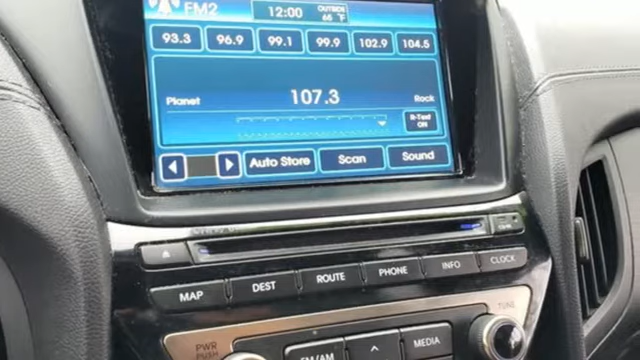 FM2 12:00 OUTSIDE 65 °F
93.3 96.9 99.1 99.9 102.9 104.5
107.3
Planet Rock
R-Text
ON
Auto Store Scan Sound
MAP DEST ROUTE PHONE INFO CLOCK
PWR
PUSH
FM/AM MEDIA TUNE